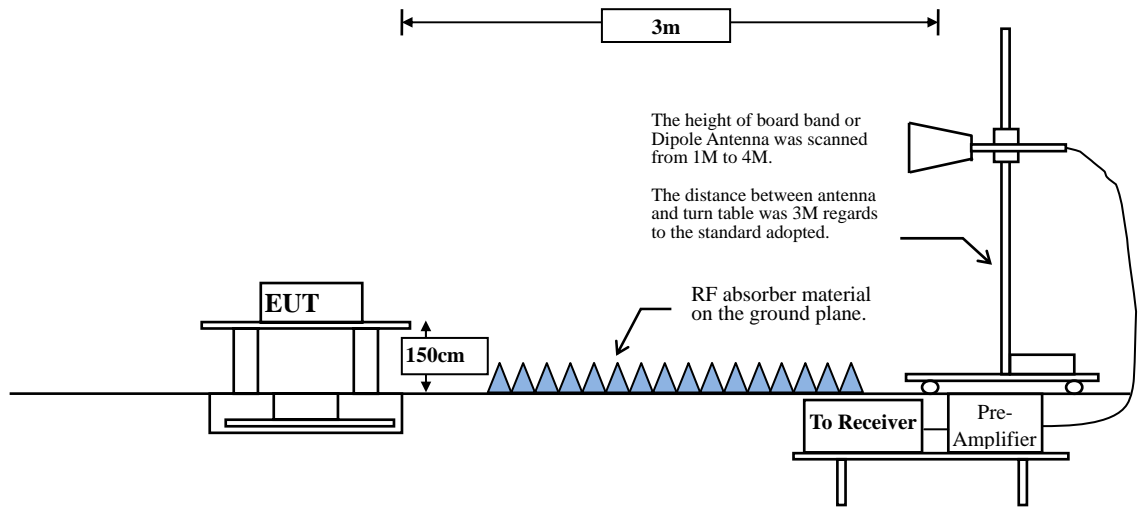 3m
The height of board band or
Dipole Antenna was scanned
from 1M to 4M.
The distance between antenna
and turn table was 3M regards
to the standard adopted.
EUT
RF absorber material
on the ground plane.
150cm
To Receiver
Pre-
Amplifier